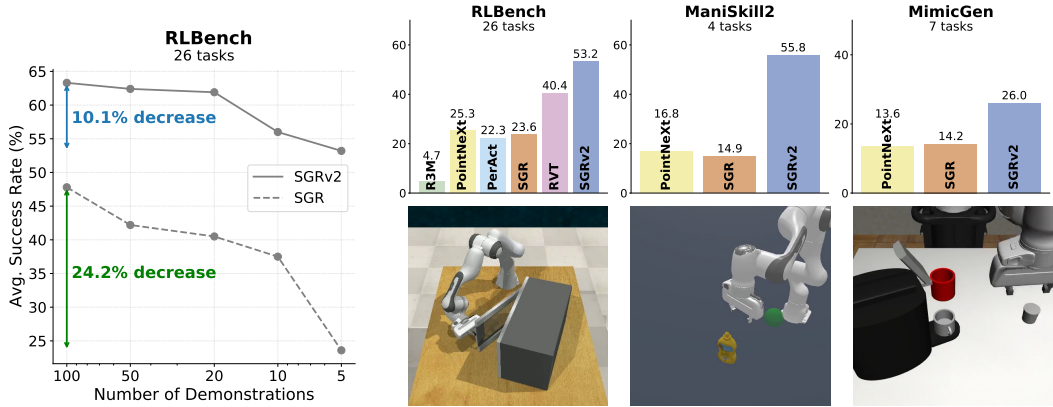 RLBench
26 tasks
Avg. Success Rate (%)
65
60
55
50
45
40
35
30
25
10.1% decrease
24.2% decrease
SGRv2
SGR
100
50
20
10
5
Number of Demonstrations
RLBench
26 tasks
60
40
20
0
4.7
25.3
22.3
23.6
40.4
53.2
R3M
PointNeXt
PerAct
SGR
RVT
SGRv2
ManiSkill2
4 tasks
60
40
20
0
16.8
14.9
55.8
PointNeXt
SGR
SGRv2
MimicGen
7 tasks
40
20
0
13.6
14.2
26.0
PointNeXt
SGR
SGRv2